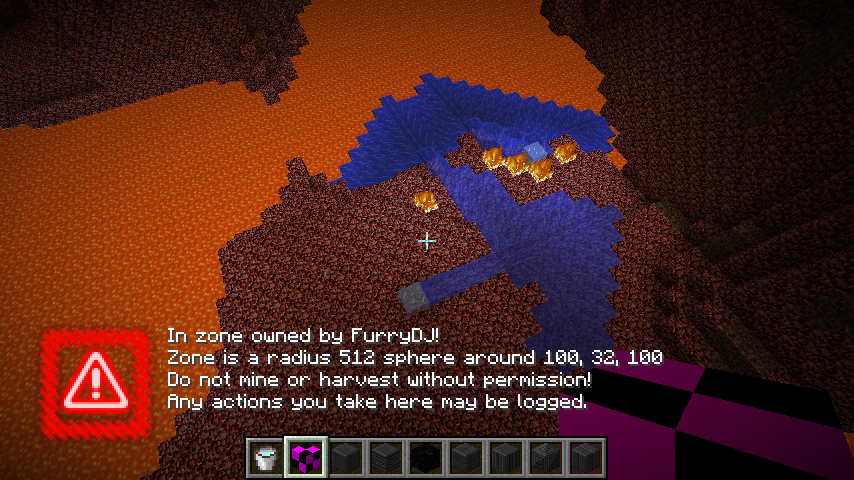 In zone owned by FurryDJ!
Zone is a radius 512 sphere around 100, 32, 100
Do not mine or harvest without permission!
Any actions you take here may be logged.